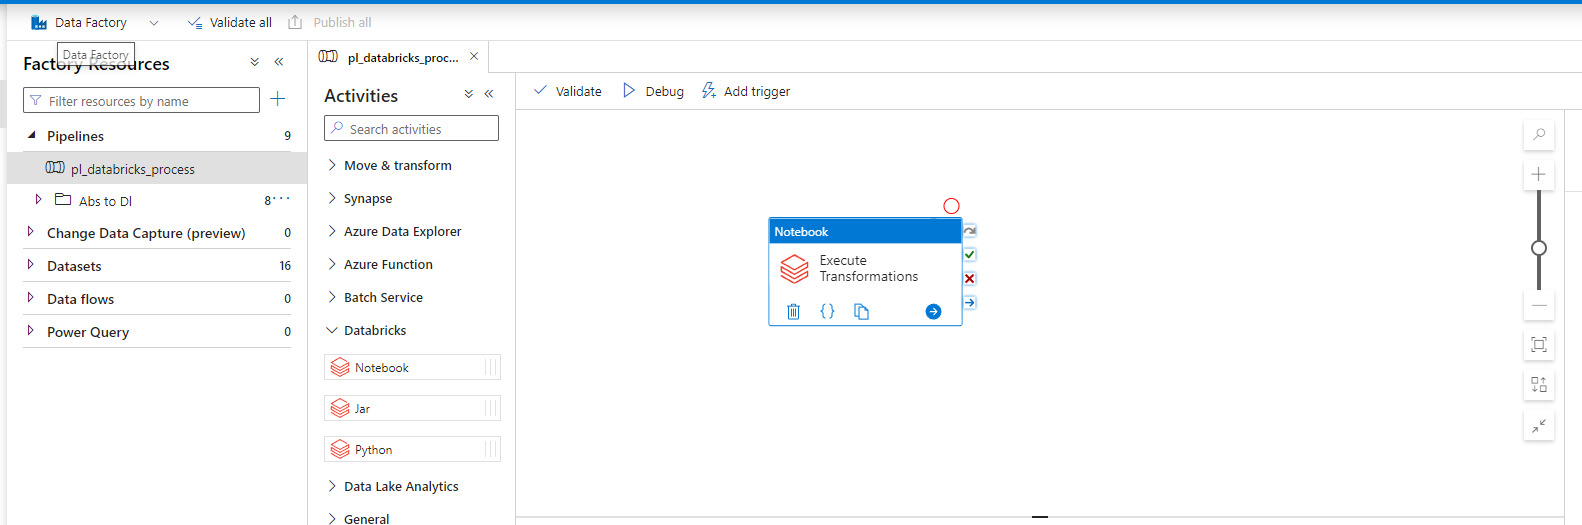 Data Factory
Validate all
Publish all
Data Factory
Factory Resources
Filter resources by name
Pipelines 9
pl_databricks_process
Abs to Dl 8
Change Data Capture (preview) 0
Datasets 16
Data flows 0
Power Query 0
pl_databricks_proc...
Activities
Search activities
Move & transform
Synapse
Azure Data Explorer
Azure Function
Batch Service
Databricks
Notebook
Jar
Python
Data Lake Analytics
General
Validate
Debug
Add trigger
Notebook
Execute
Transformations